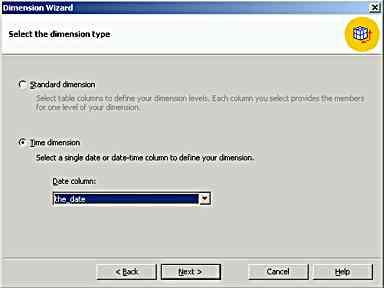 Dimension Wizard
Select the dimension type
Standard dimension
Select table columns to define your dimension levels. Each column you select provides the members
for one level of your dimension.
Time dimension
Select a single date or date-time column to define your dimension.
Date column:
the_date
< Back
Next >
Cancel
Help